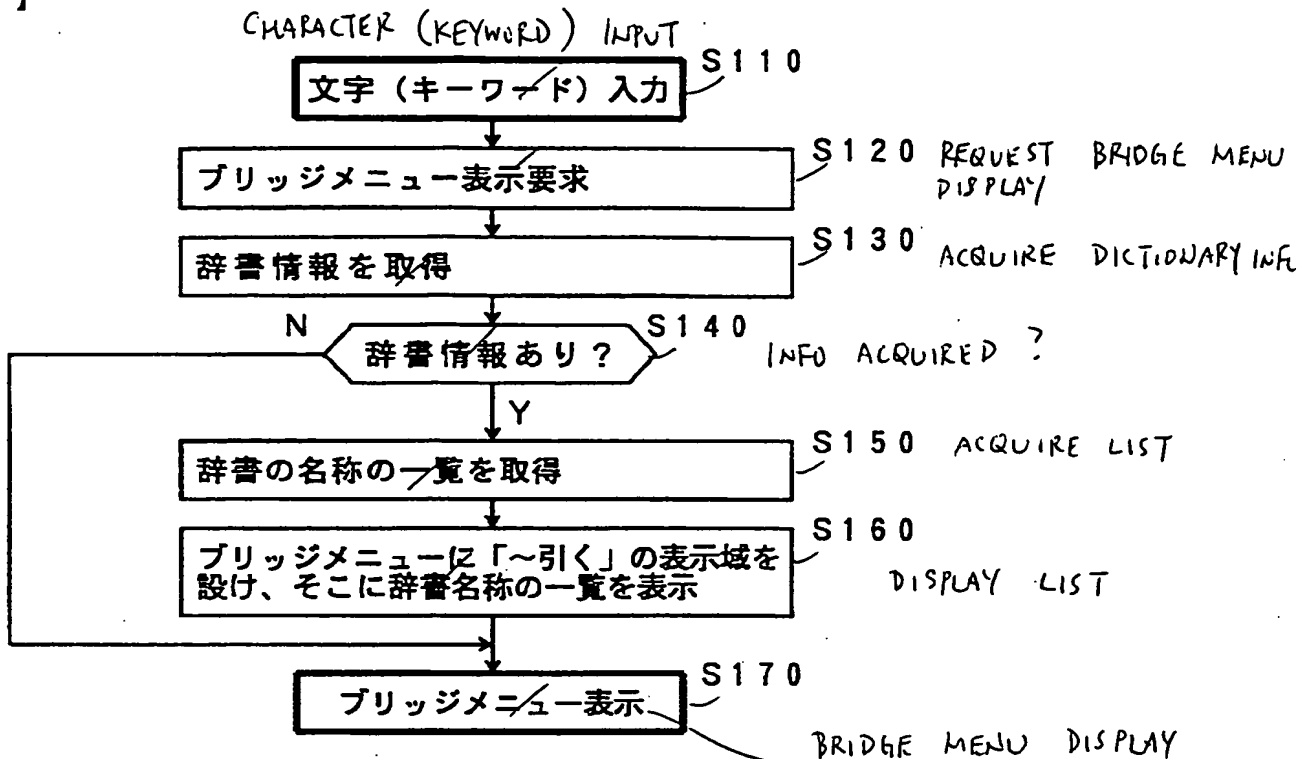 】
CHARACTER (KEYWORD) INPUT
文字（キーワード）入力
S110
ブリッジメニュー表示要求
S120 REQUEST BRIDGE MENU
DISPLAY
辞書情報を取得
S130 ACQUIRE DICTIONARY INFO
N
辞書情報あり？
S140
INFO ACQUIRED ?
Y
辞書の名称の一覧を取得
S150 ACQUIRE LIST
ブリッジメニューに「～引く」の表示域を
設け、そこに辞書名称の一覧を表示
S160
DISPLAY LIST
ブリッジメニュー表示
S170
BRIDGE MENU DISPLAY